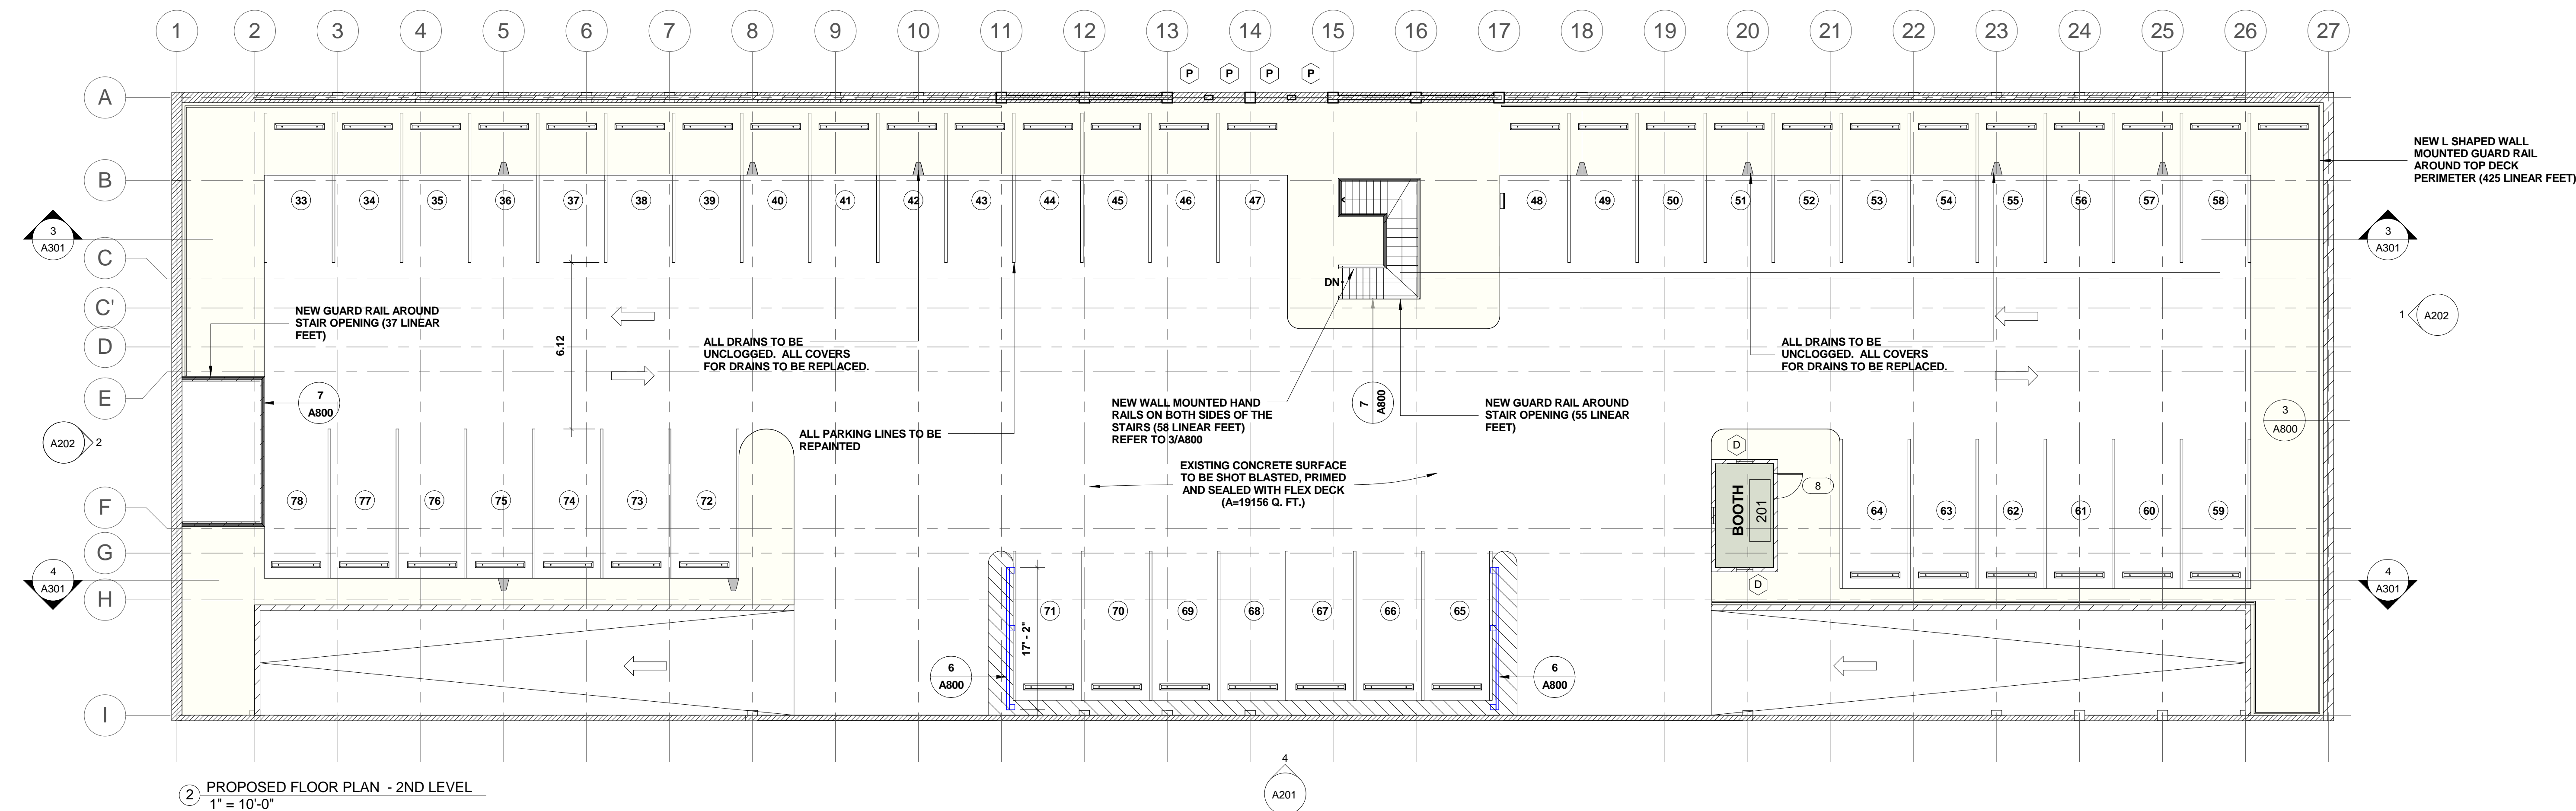 1 2 3 4 5 6 7 8 9 10 11 12 13 14 15 16 17 18 19 20 21 22 23 24 25 26 27
P P P P
A
B
C
C'
D
E
F
G
H
I
NEW L SHAPED WALL
MOUNTED GUARD RAIL
AROUND TOP DECK
PERIMETER (425 LINEAR FEET)
33 34 35 36 37 38 39 40 41 42 43 44 45 46 47 48 49 50 51 52 53 54 55 56 57 58
3
A301
3
A301
DN
NEW GUARD RAIL AROUND
STAIR OPENING (37 LINEAR
FEET)
6.12
ALL DRAINS TO BE
UNCLOGGED. ALL COVERS
FOR DRAINS TO BE REPLACED.
ALL DRAINS TO BE
UNCLOGGED. ALL COVERS
FOR DRAINS TO BE REPLACED.
1
A202
7
A800
NEW WALL MOUNTED HAND
RAILS ON BOTH SIDES OF THE
STAIRS (58 LINEAR FEET)
REFER TO 3/A800
7
A800
NEW GUARD RAIL AROUND
STAIR OPENING (55 LINEAR
FEET)
3
A800
A202
2
ALL PARKING LINES TO BE
REPAINTED
EXISTING CONCRETE SURFACE
TO BE SHOT BLASTED, PRIMED
AND SEALED WITH FLEX DECK
(A=19156 Q. FT.)
D
BOOTH
201
8
D
78 77 76 75 74 73 72
64 63 62 61 60 59
4
A301
4
A301
71 70 69 68 67 66 65
17' - 2"
6
A800
6
A800
2
PROPOSED FLOOR PLAN - 2ND LEVEL
1" = 10'-0"
4
A201